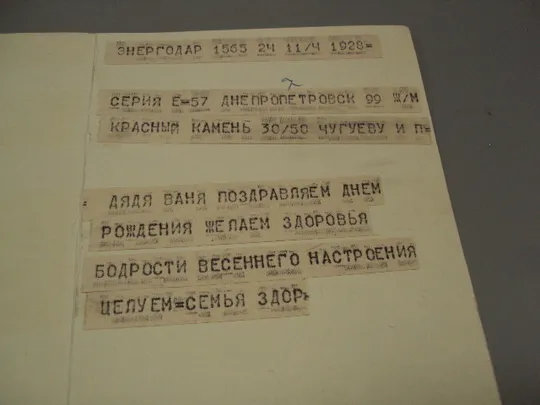 ЭНЕРГОДАР 1565 24 11/4 1928=
СЕРИЯ Е=57 ДНЕПРОПЕТРОВСК 99 Ж/М
КРАСНЫЙ КАМЕНЬ 30/50 ЧУГУЕВУ И П=
= ДЯДЯ ВАНЯ ПОЗДРАВЛЯЕМ ДНЕМ
РОЖДЕНИЯ ЖЕЛАЕМ ЗДОРОВЬЯ
БОДРОСТИ ВЕСЕННЕГО НАСТРОЕНИЯ
ЦЕЛУЕМ=СЕМЬЯ ЗДОР=